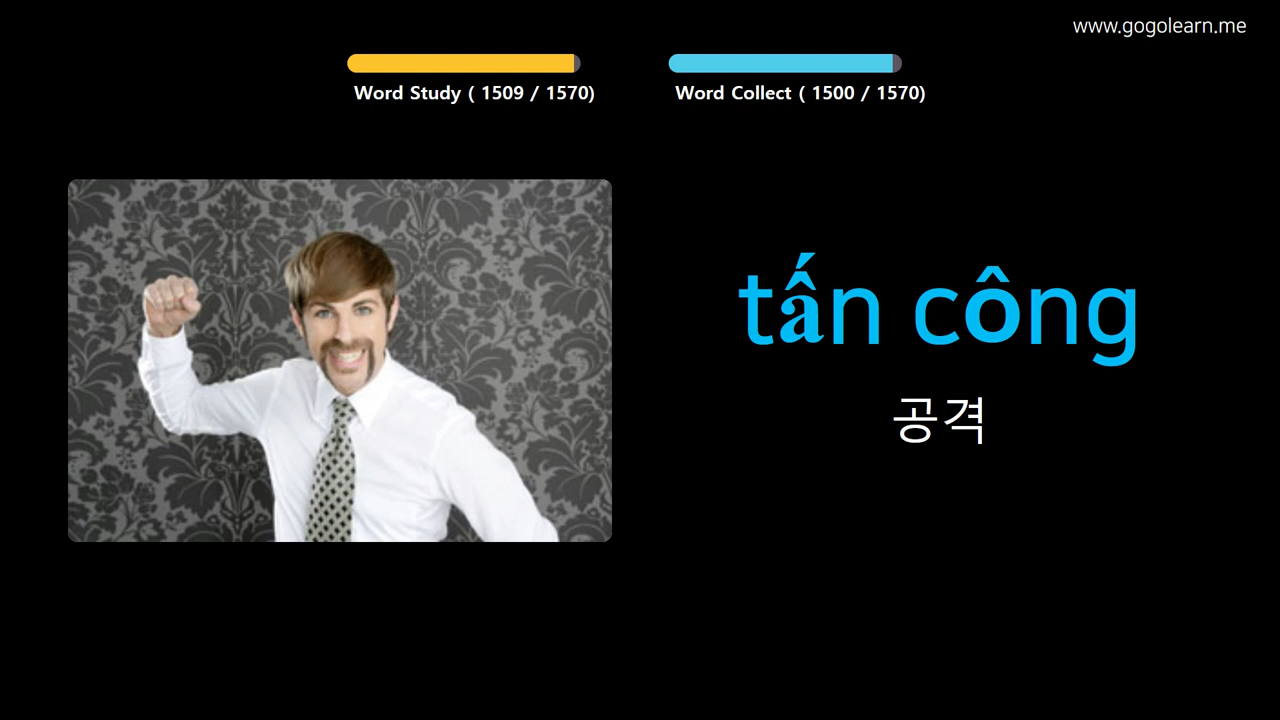 www.gogolearn.me
Word Study ( 1509 / 1570)
Word Collect ( 1500 / 1570)
tấn công
공격